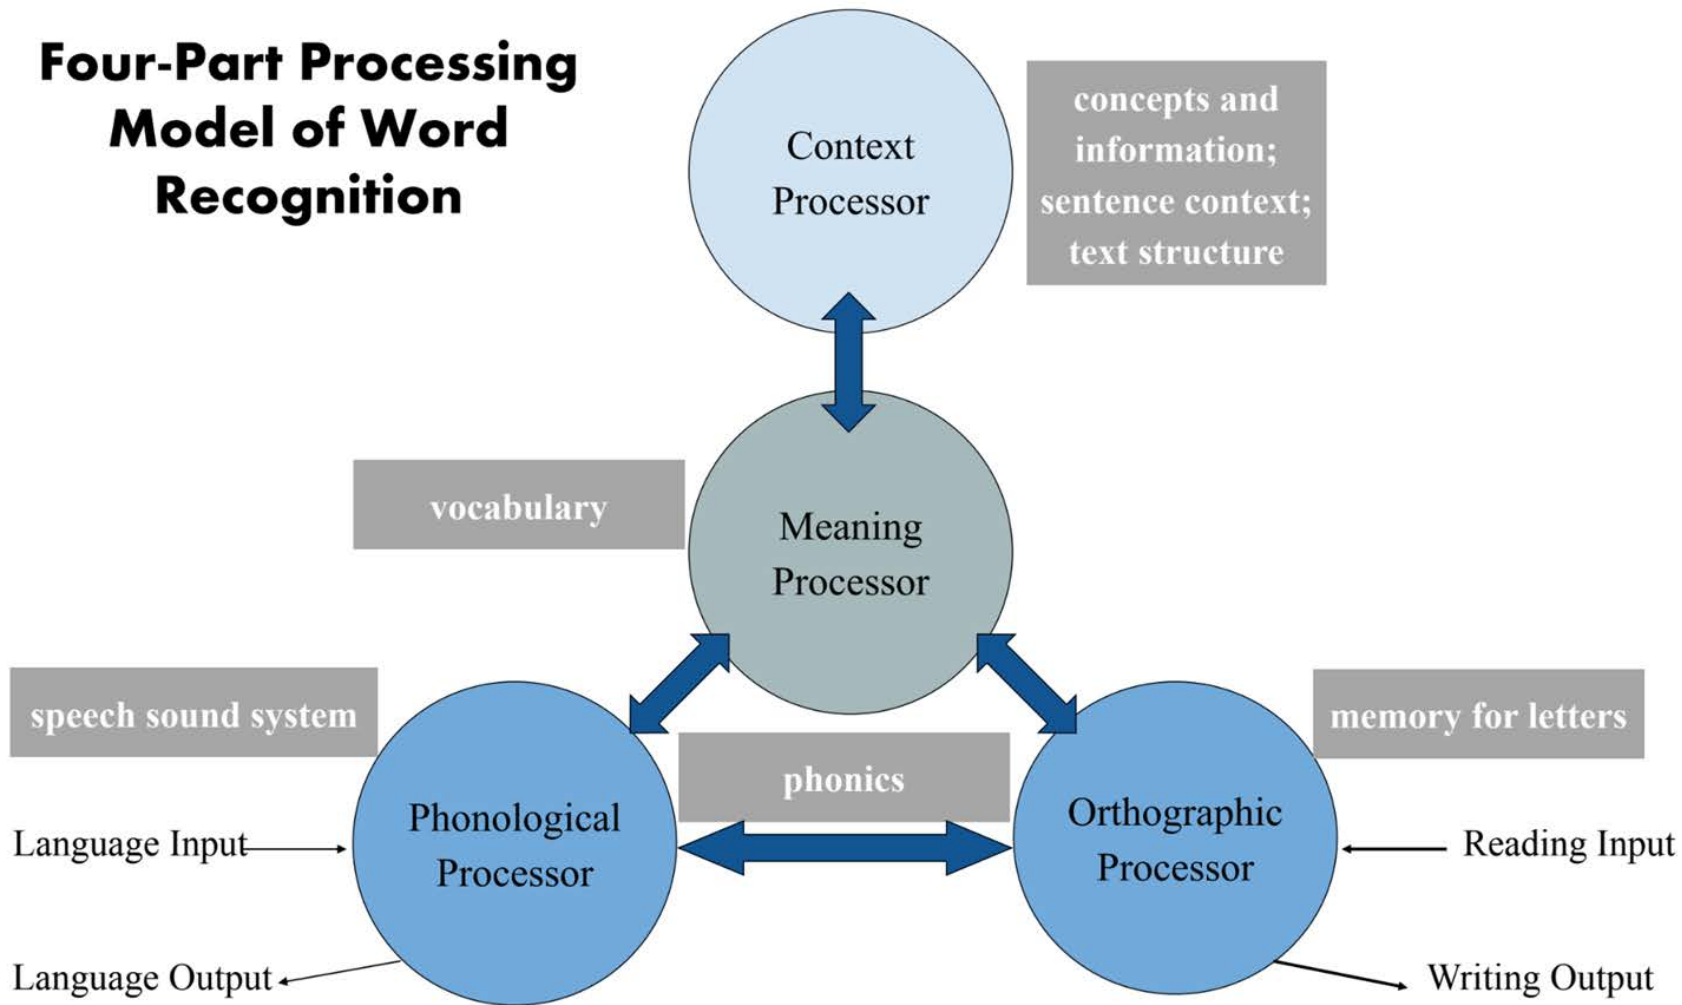 Four-Part Processing
Model of Word
Recognition
Context
Processor
concepts and
information;
sentence context;
text structure
vocabulary
Meaning
Processor
speech sound system
memory for letters
phonics
Phonological
Processor
Orthographic
Processor
Language Input
Reading Input
Language Output
Writing Output